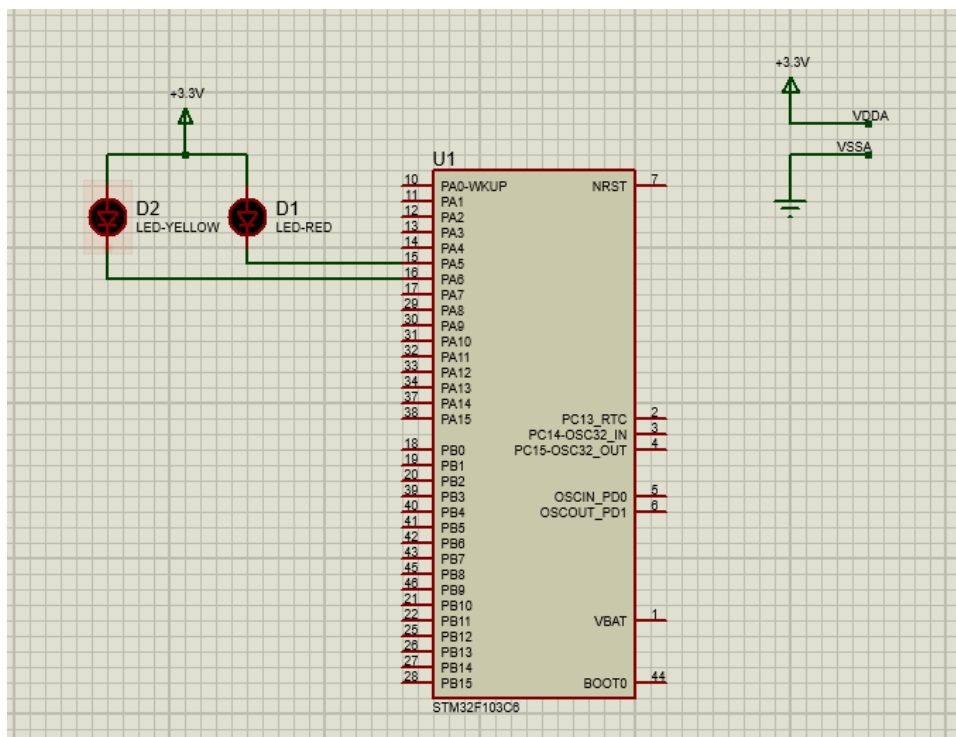 +3.3V
D2
LED-YELLOW
D1
LED-RED
+3.3V
VDDA
VSSA
U1
10 PA0-WKUP
11 PA1
12 PA2
13 PA3
14 PA4
15 PA5
16 PA6
17 PA7
29 PA8
30 PA9
31 PA10
32 PA11
33 PA12
34 PA13
37 PA14
38 PA15
18 PB0
19 PB1
20 PB2
39 PB3
40 PB4
41 PB5
42 PB6
43 PB7
45 PB8
46 PB9
21 PB10
22 PB11
25 PB12
26 PB13
27 PB14
28 PB15
NRST 7
PC13_RTC 2
PC14-OSC32_IN 3
PC15-OSC32_OUT 4
OSCIN_PD0 5
OSCOUT_PD1 6
VBAT 1
BOOT0 44
STM32F103C6